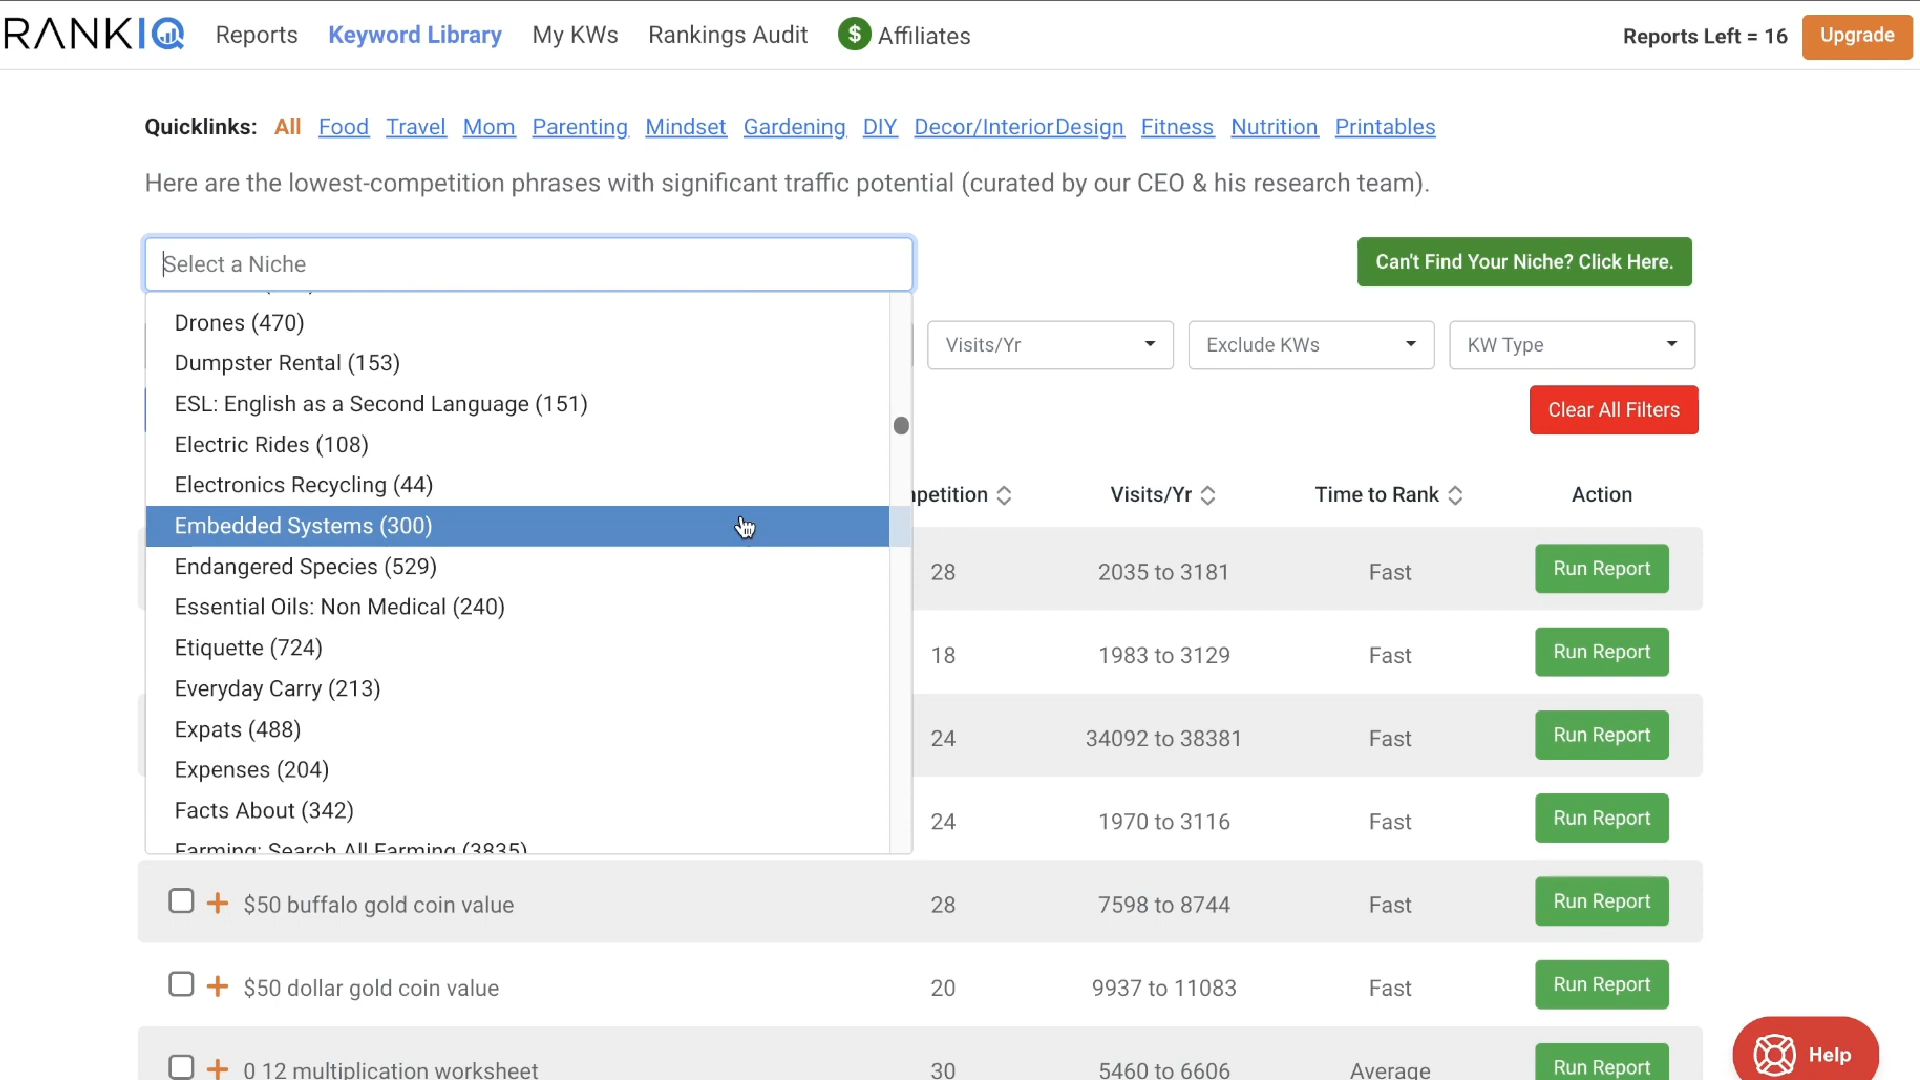 RANKIQ Reports Keyword Library My KWs Rankings Audit $ Affiliates Reports Left = 16 Upgrade
Quicklinks: All Food Travel Mom Parenting Mindset Gardening DIY Decor/InteriorDesign Fitness Nutrition Printables
Here are the lowest-competition phrases with significant traffic potential (curated by our CEO & his research team).
Select a Niche
Can't Find Your Niche? Click Here.
Drones (470)
Dumpster Rental (153)
ESL: English as a Second Language (151)
Electric Rides (108)
Electronics Recycling (44)
Embedded Systems (300)
Endangered Species (529)
Essential Oils: Non Medical (240)
Etiquette (724)
Everyday Carry (213)
Expats (488)
Expenses (204)
Facts About (342)
Farming: Search All Farming (3835)
Visits/Yr Exclude KWs KW Type
Clear All Filters
petition Visits/Yr Time to Rank Action
28 2035 to 3181 Fast Run Report
18 1983 to 3129 Fast Run Report
24 34092 to 38381 Fast Run Report
24 1970 to 3116 Fast Run Report
$50 buffalo gold coin value 28 7598 to 8744 Fast Run Report
$50 dollar gold coin value 20 9937 to 11083 Fast Run Report
0 12 multiplication worksheet 30 5460 to 6606 Average Run Report
Help